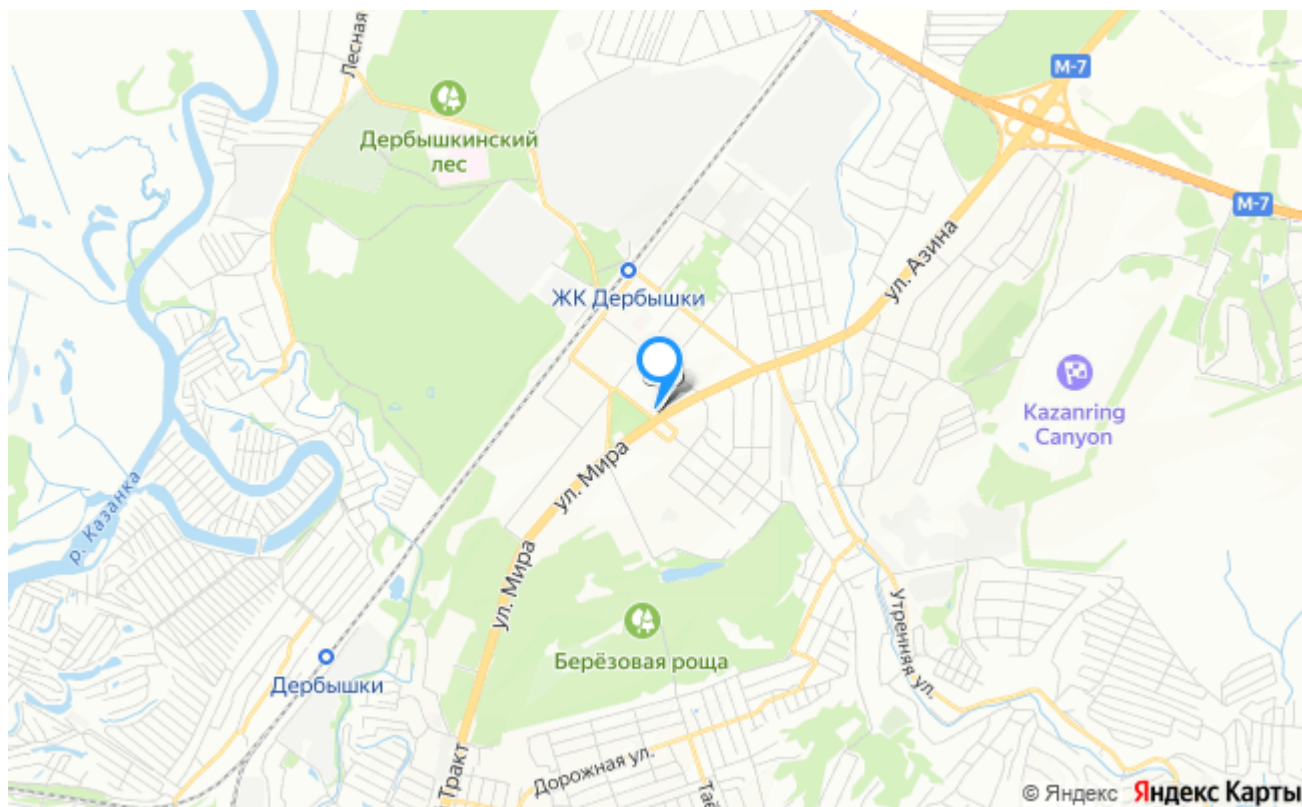 Лесная
М-7
Дербышкинский
лес
М-7
ул. Азина
ЖК Дербышки
Kazanring
Canyon
ул. Мира
р. Казанка
ул. Мира
Утренняя ул.
Берёзовая роща
Дербышки
Тракт
Дорожная ул.
© Яндекс Яндекс Карты